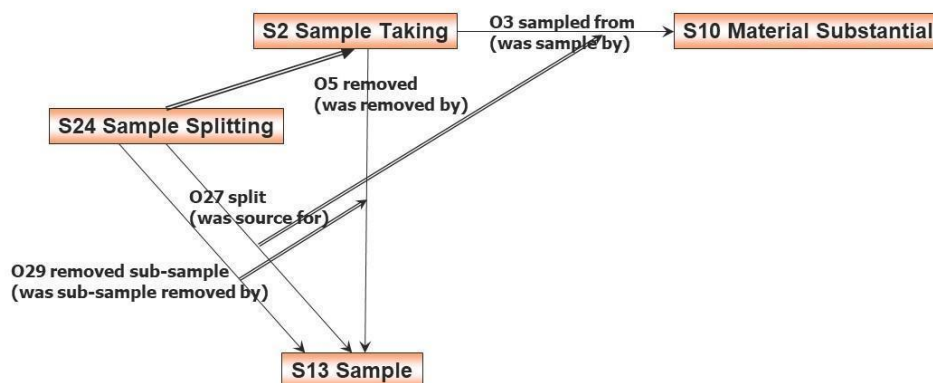 S2 Sample Taking
O3 sampled from
(was sample by)
S10 Material Substantial
O5 removed
(was removed by)
S24 Sample Splitting
O27 split
(was source for)
O29 removed sub-sample
(was sub-sample removed by)
S13 Sample